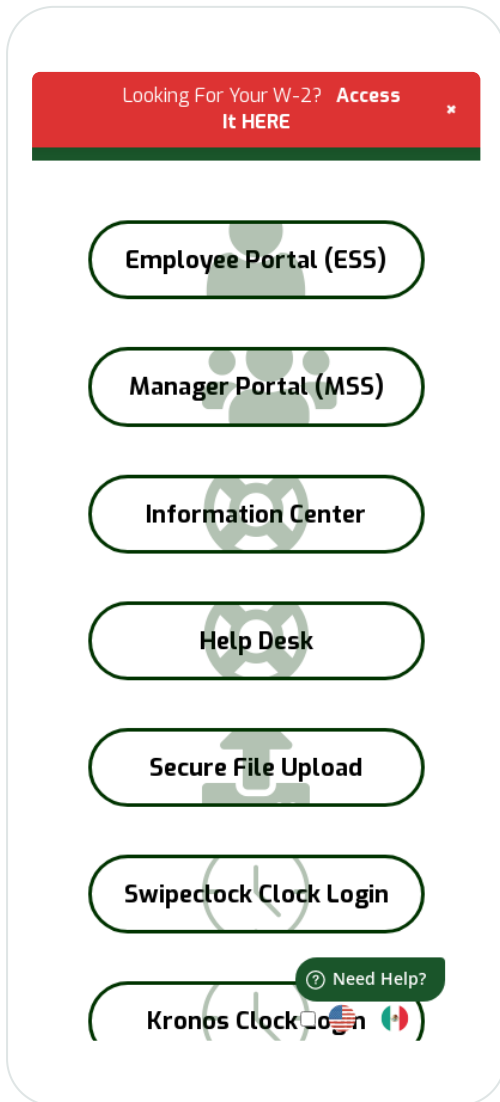 Looking For Your W-2? Access
It HERE
Employee Portal (ESS)
Manager Portal (MSS)
Information Center
Help Desk
Secure File Upload
Swipeclock Clock Login
Need Help?
Kronos Clock Login